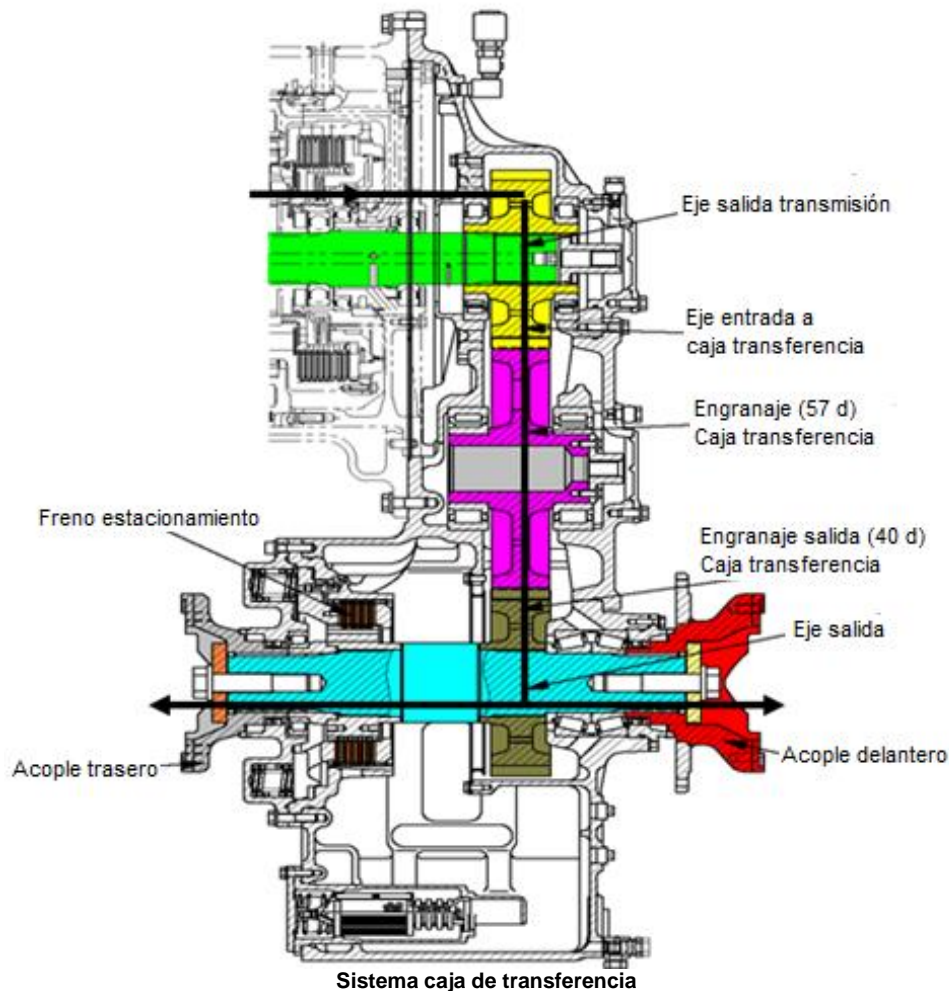 Eje salida transmisión
Eje entrada a
caja transferencia
Engranaje (57 d)
Caja transferencia
Freno estacionamiento
Engranaje salida (40 d)
Caja transferencia
Eje salida
Acople trasero
Acople delantero
Sistema caja de transferencia